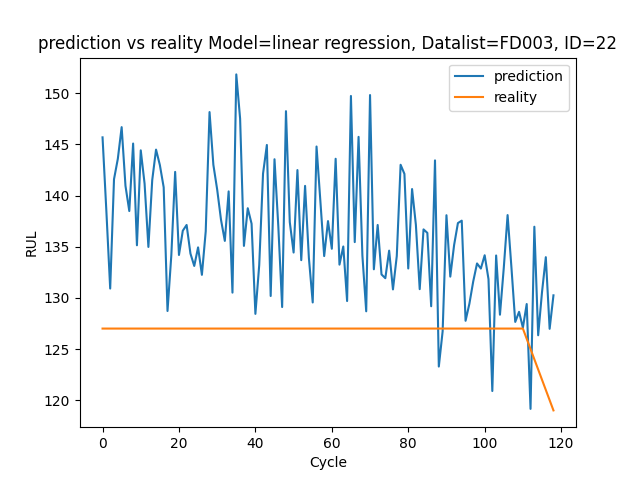 prediction vs reality Model=linear regression, Datalist=FD003, ID=22
prediction
reality
150
145
140
135
130
125
120
RUL
0 20 40 60 80 100 120
Cycle